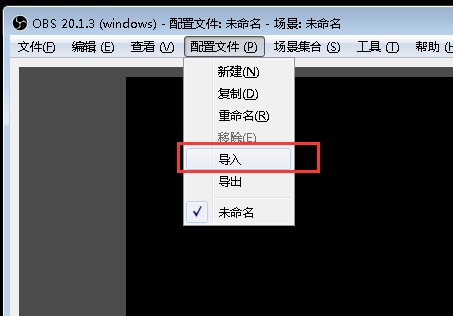 OBS 20.1.3 (windows) - 配置文件: 未命名 - 场景: 未命名
文件(F) 编辑 (E) 查看 (V) 配置文件 (P) 场景集合 (S) 工具 (T) 帮助 (H
新建(N)
复制(D)
重命名(R)
移除(E)
导入
导出
未命名